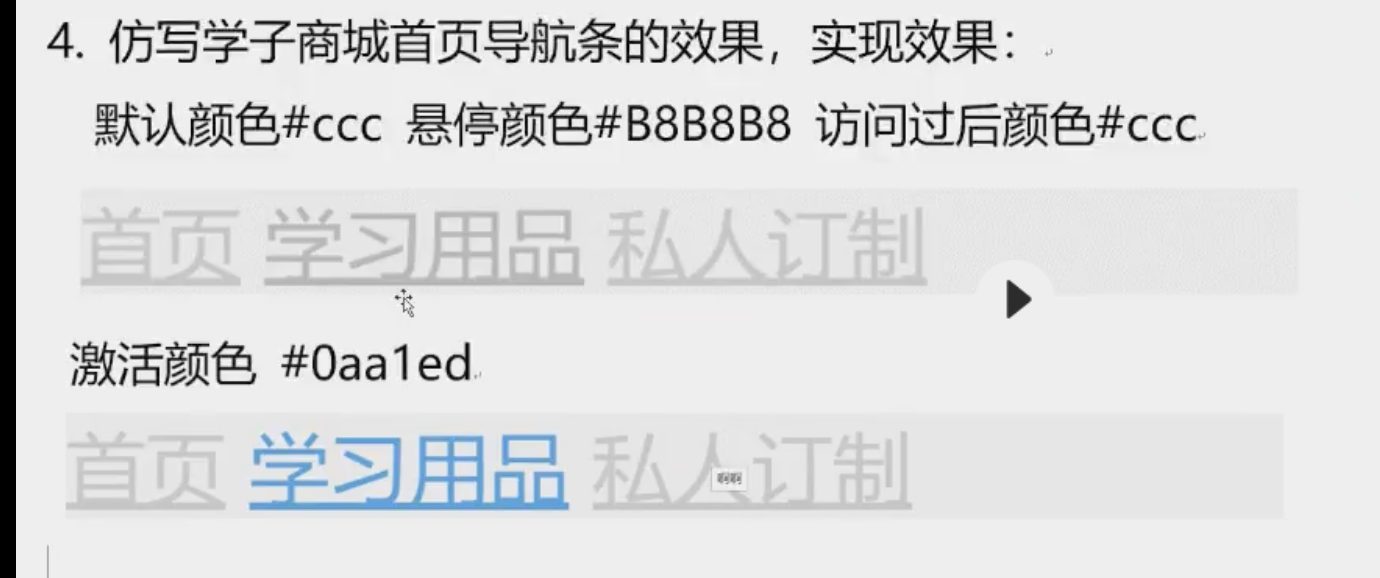 4. 仿写学子商城首页导航条的效果，实现效果：
默认颜色#ccc 悬停颜色#B8B8B8 访问过后颜色#ccc
首页 学习用品 私人订制
激活颜色 #0aa1ed
首页 学习用品 私人订制